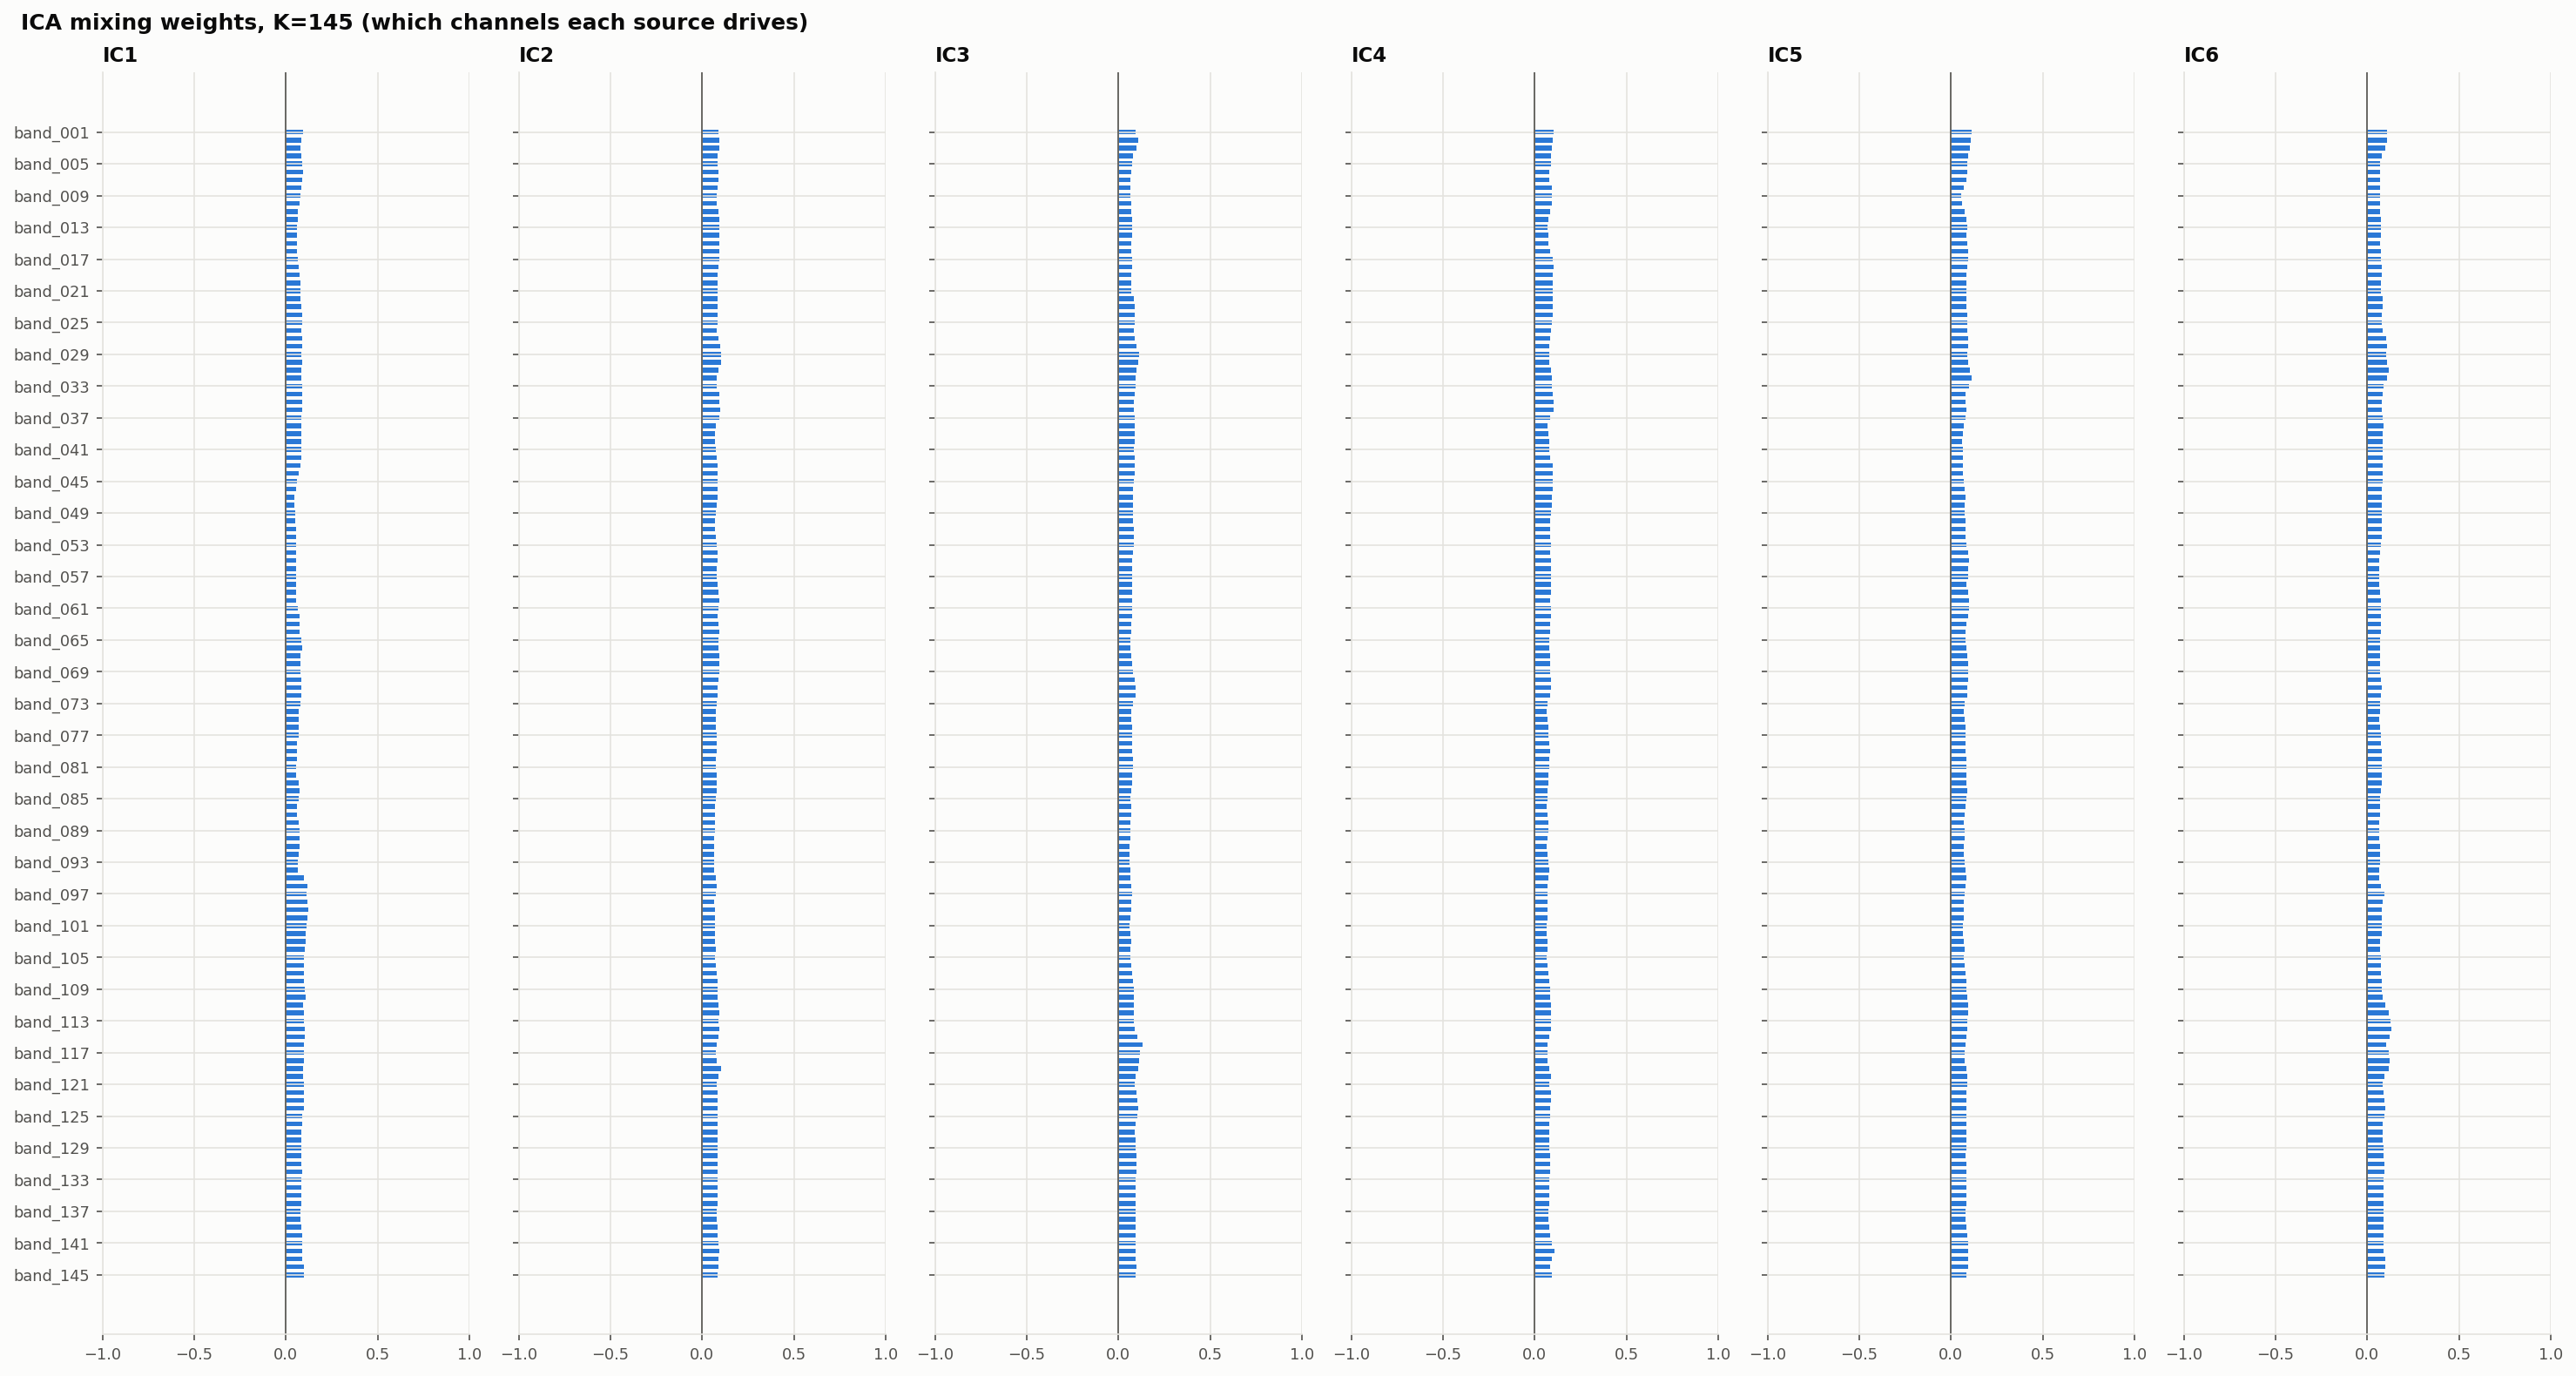 ICA mixing weights, K=145 (which channels each source drives)
IC1 IC2 IC3 IC4 IC5 IC6
band_001
band_005
band_009
band_013
band_017
band_021
band_025
band_029
band_033
band_037
band_041
band_045
band_049
band_053
band_057
band_061
band_065
band_069
band_073
band_077
band_081
band_085
band_089
band_093
band_097
band_101
band_105
band_109
band_113
band_117
band_121
band_125
band_129
band_133
band_137
band_141
band_145
−1.0 −0.5 0.0 0.5 1.0 −1.0 −0.5 0.0 0.5 1.0 −1.0 −0.5 0.0 0.5 1.0 −1.0 −0.5 0.0 0.5 1.0 −1.0 −0.5 0.0 0.5 1.0 −1.0 −0.5 0.0 0.5 1.0